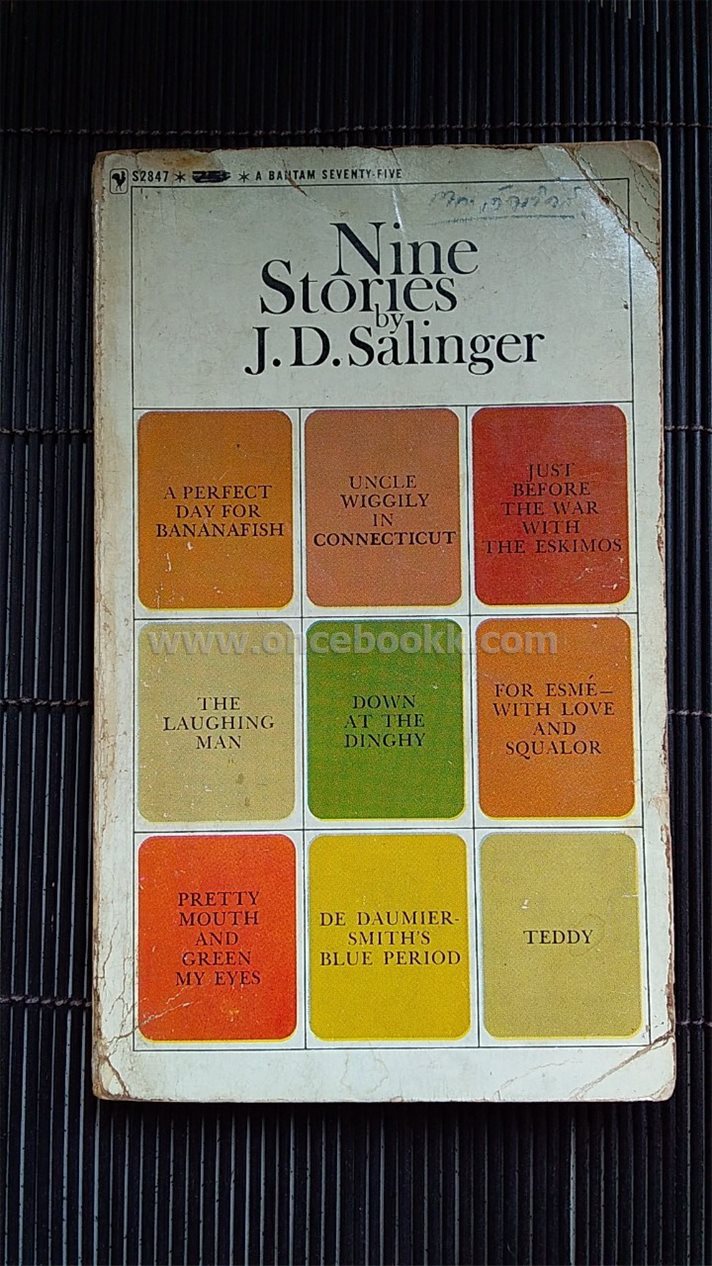 S2847 * * A BANTAM SEVENTY-FIVE
Nine
Stories
by
J.D. Salinger
A PERFECT
DAY FOR
BANANAFISH
UNCLE
WIGGILY
IN
CONNECTICUT
JUST
BEFORE
THE WAR
WITH
THE ESKIMOS
www.oncebookk.com
THE
LAUGHING
MAN
DOWN
AT THE
DINGHY
FOR ESMÉ—
WITH LOVE
AND
SQUALOR
PRETTY
MOUTH
AND
GREEN
MY EYES
DE DAUMIER-
SMITH'S
BLUE PERIOD
TEDDY